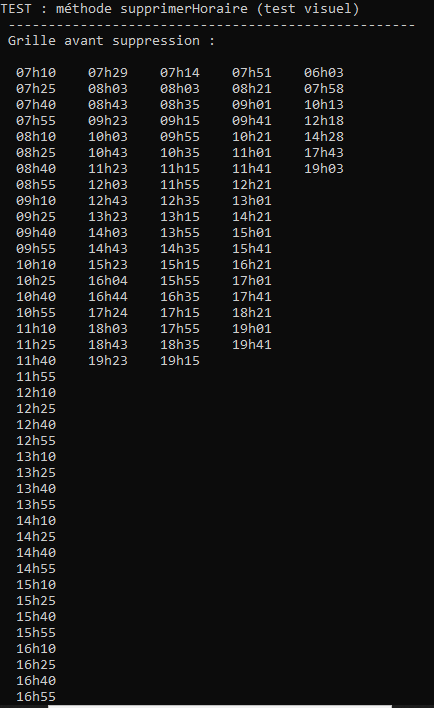 TEST : méthode supprimerHoraire (test visuel)
---------------------------------------------------
Grille avant suppression :
07h10 07h29 07h14 07h51 06h03
07h25 08h03 08h03 08h21 07h58
07h40 08h43 08h35 09h01 10h13
07h55 09h23 09h15 09h41 12h18
08h10 10h03 09h55 10h21 14h28
08h25 10h43 10h35 11h01 17h43
08h40 11h23 11h15 11h41 19h03
08h55 12h03 11h55 12h21
09h10 12h43 12h35 13h01
09h25 13h23 13h15 14h21
09h40 14h03 13h55 15h01
09h55 14h43 14h35 15h41
10h10 15h23 15h15 16h21
10h25 16h04 15h55 17h01
10h40 16h44 16h35 17h41
10h55 17h24 17h15 18h21
11h10 18h03 17h55 19h01
11h25 18h43 18h35 19h41
11h40 19h23 19h15
11h55
12h10
12h25
12h40
12h55
13h10
13h25
13h40
13h55
14h10
14h25
14h40
14h55
15h10
15h25
15h40
15h55
16h10
16h25
16h40
16h55